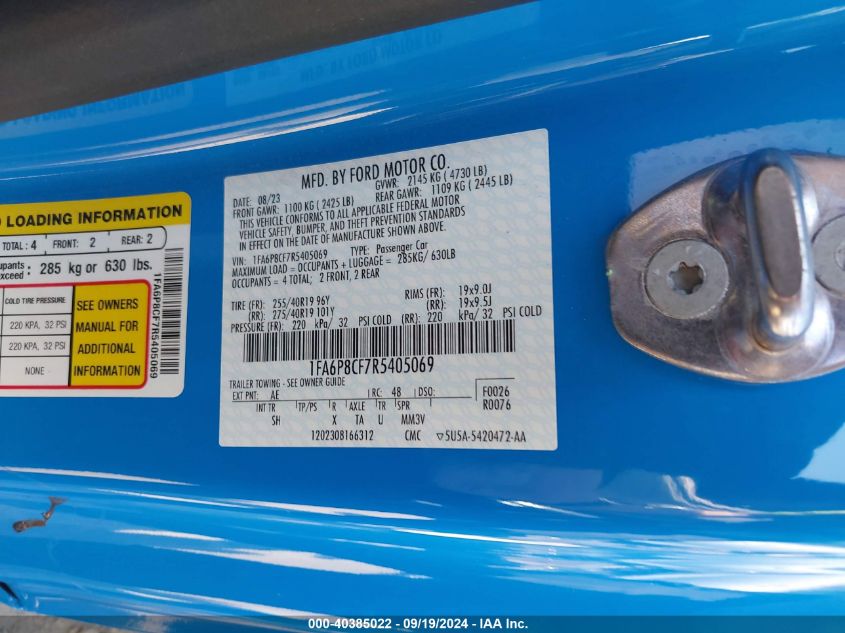 D LOADING INFORMATION
TOTAL: 4 FRONT: 2 REAR: 2
pants exceed: 285 kg or 630 lbs.
COLD TIRE PRESSURE
220 KPA, 32 PSI
220 KPA, 32 PSI
NONE
SEE OWNERS
MANUAL FOR
ADDITIONAL
INFORMATION
1FA6P8CF7R5405069
MFD. BY FORD MOTOR CO.
DATE: 08/23 GVWR: 2145 KG ( 4730 LB)
FRONT GAWR: 1100 KG ( 2425 LB) REAR GAWR: 1109 KG ( 2445 LB)
THIS VEHICLE CONFORMS TO ALL APPLICABLE FEDERAL MOTOR
VEHICLE SAFETY, BUMPER, AND THEFT PREVENTION STANDARDS
IN EFFECT ON THE DATE OF MANUFACTURE SHOWN ABOVE.
VIN: 1FA6P8CF7R5405069 TYPE: Passenger Car
MAXIMUM LOAD = OCCUPANTS + LUGGAGE = 285KG/ 630LB
OCCUPANTS = 4 TOTAL; 2 FRONT, 2 REAR
TIRE (FR): 255/40R19 96Y RIMS (FR): 19x9.0J
(RR): 275/40R19 101Y (RR): 19x9.5J
PRESSURE (FR): 220 kPa/ 32 PSI COLD (RR): 220 kPa/ 32 PSI COLD
1FA6P8CF7R5405069
TRAILER TOWING - SEE OWNER GUIDE
EXT PNT: AE RC: 48 DSO: F0026
INT TR TP/PS R AXLE TR SPR R0076
SH X TA U MM3V
1202308166312 CMC 5USA-5420472-AA
000-40385022 - 09/19/2024 - IAA Inc.